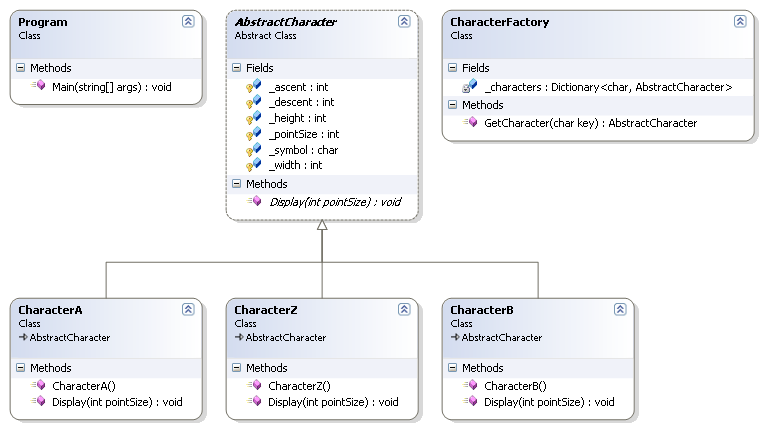 Program
Class
Methods
Main(string[] args) : void
AbstractCharacter
Abstract Class
Fields
_ascent : int
_descent : int
_height : int
_pointSize : int
_symbol : char
_width : int
Methods
Display(int pointSize) : void
CharacterFactory
Class
Fields
_characters : Dictionary<char, AbstractCharacter>
Methods
GetCharacter(char key) : AbstractCharacter
CharacterA
Class
AbstractCharacter
Methods
CharacterA()
Display(int pointSize) : void
CharacterZ
Class
AbstractCharacter
Methods
CharacterZ()
Display(int pointSize) : void
CharacterB
Class
AbstractCharacter
Methods
CharacterB()
Display(int pointSize) : void